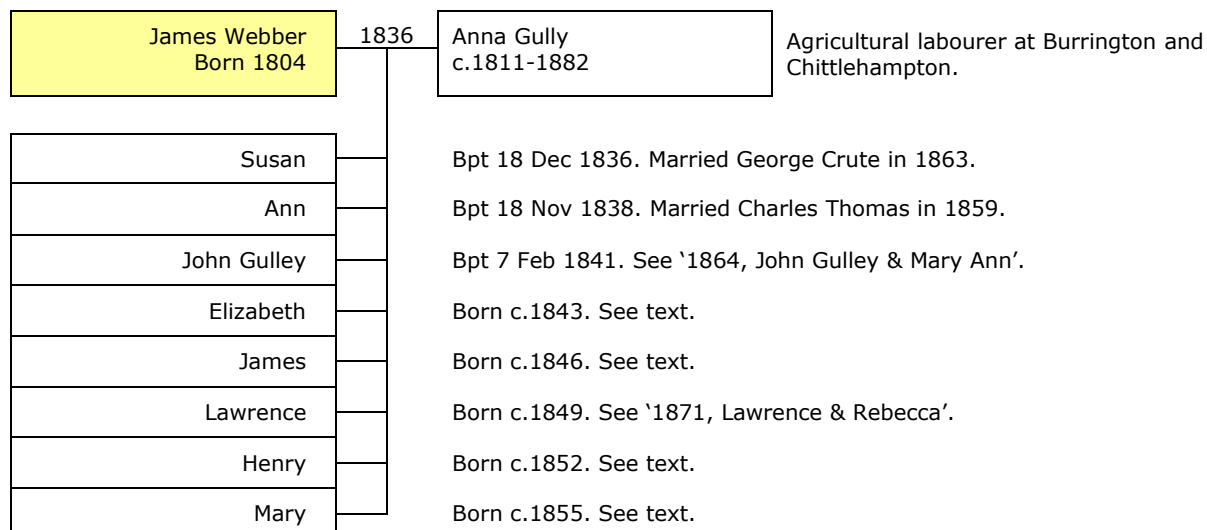 James Webber
Born 1804
1836
Anna Gully
c.1811-1882
Agricultural labourer at Burrington and
Chittlehampton.
Susan Bpt 18 Dec 1836. Married George Crute in 1863.
Ann Bpt 18 Nov 1838. Married Charles Thomas in 1859.
John Gulley Bpt 7 Feb 1841. See ‘1864, John Gulley & Mary Ann’.
Elizabeth Born c.1843. See text.
James Born c.1846. See text.
Lawrence Born c.1849. See ‘1871, Lawrence & Rebecca’.
Henry Born c.1852. See text.
Mary Born c.1855. See text.